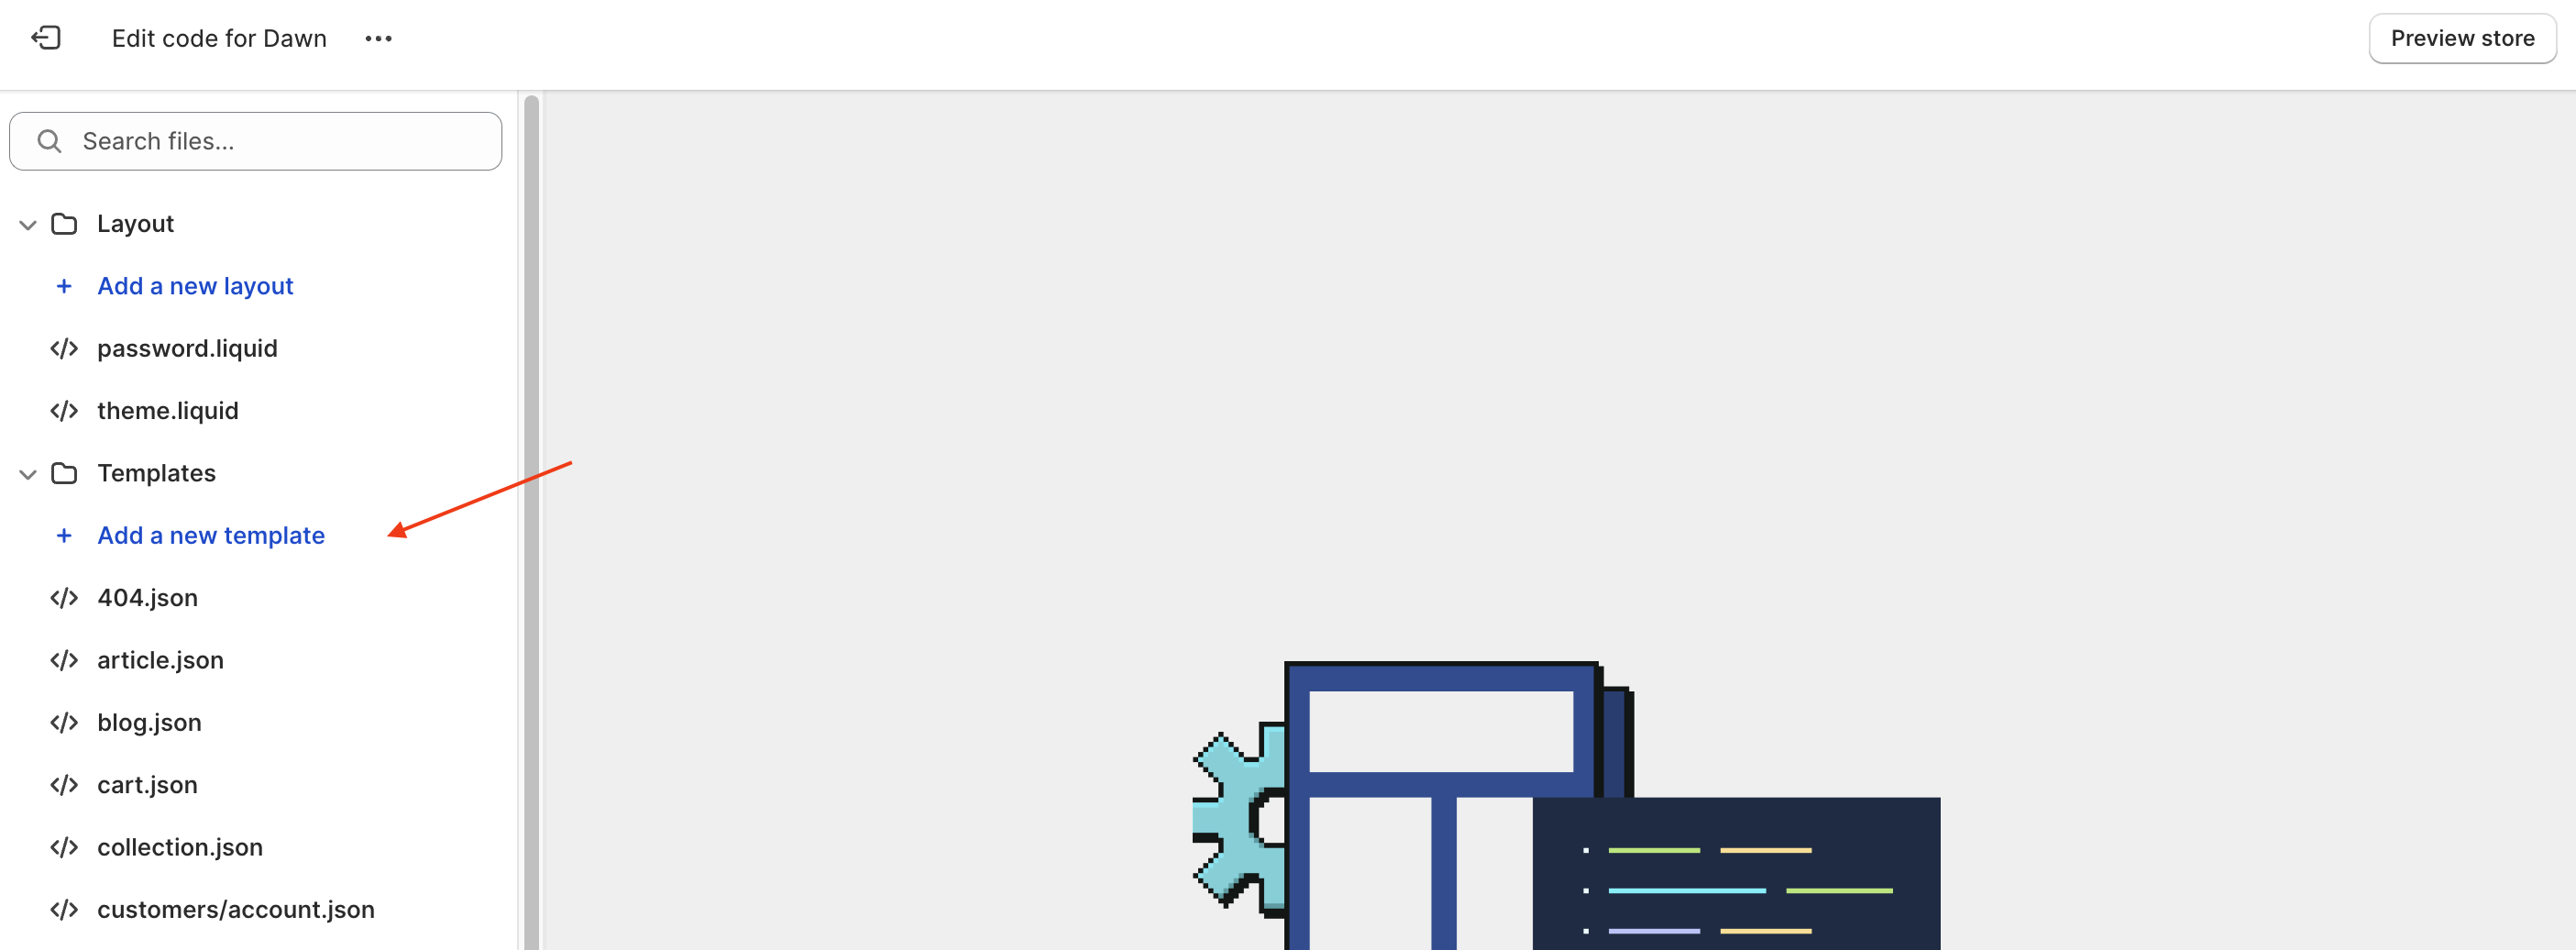 Edit code for Dawn
Preview store
Search files...
Layout
+ Add a new layout
</> password.liquid
</> theme.liquid
Templates
+ Add a new template
</> 404.json
</> article.json
</> blog.json
</> cart.json
</> collection.json
</> customers/account.json